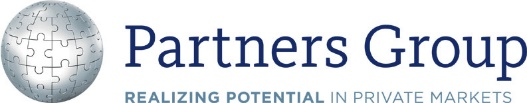 Partners Group
REALIZING POTENTIAL IN PRIVATE MARKETS